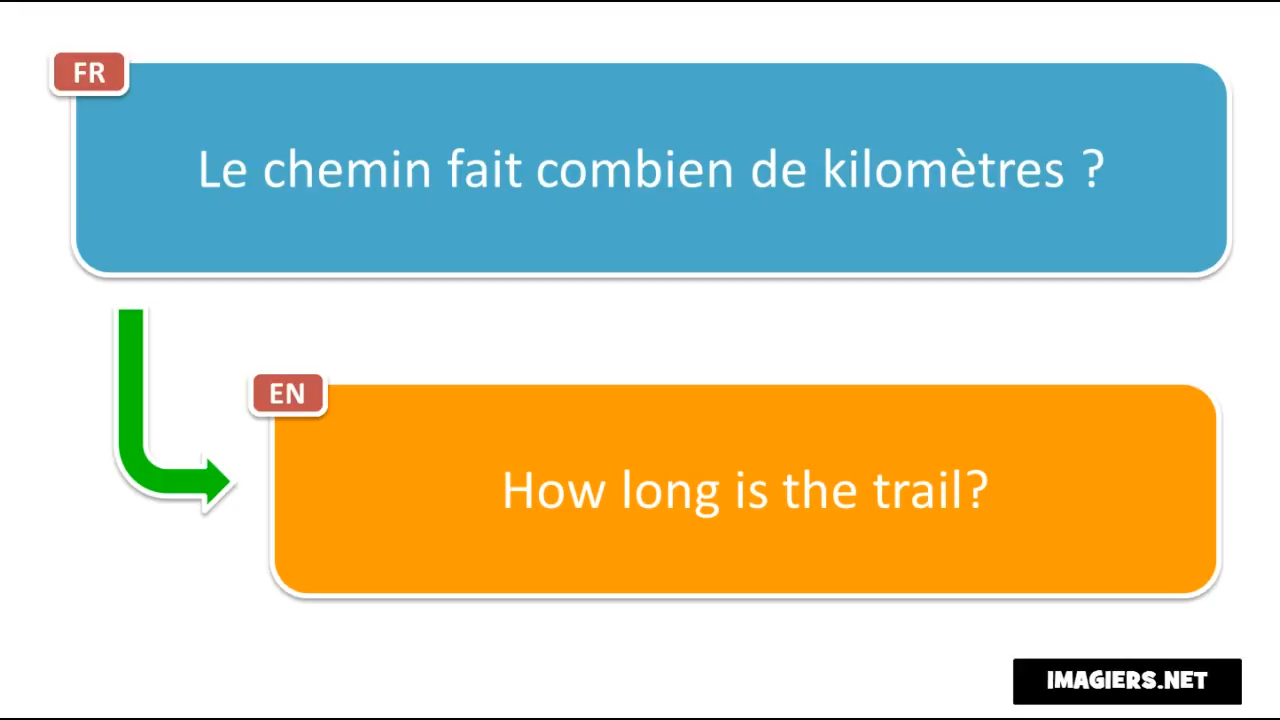 FR
Le chemin fait combien de kilomètres ?
EN
How long is the trail?
IMAGIERS.NET